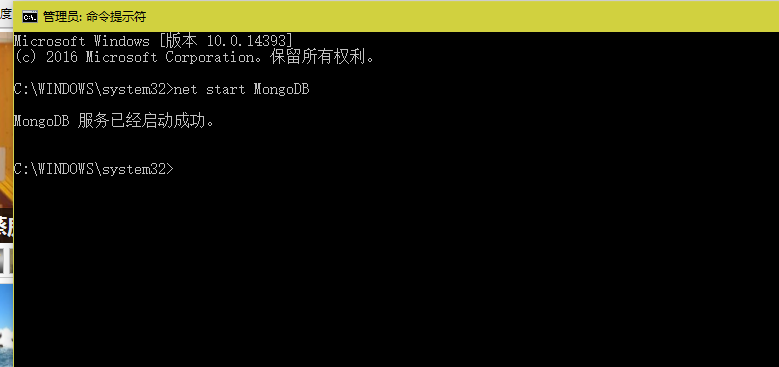 度
管理员: 命令提示符
Microsoft Windows [版本 10.0.14393]
(c) 2016 Microsoft Corporation。保留所有权利。
C:\WINDOWS\system32>net start MongoDB
MongoDB 服务已经启动成功。
C:\WINDOWS\system32>